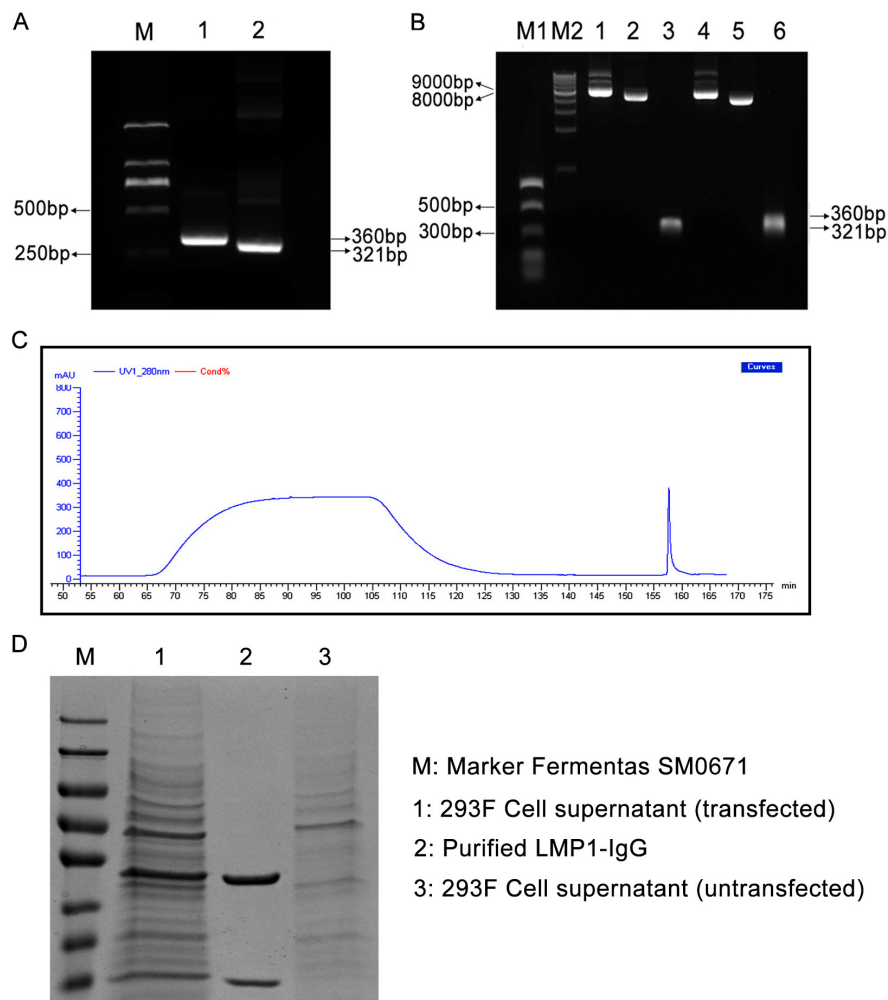 A
M 1 2
500bp
250bp
360bp
321bp
B
M1 M2 1 2 3 4 5 6
9000bp
8000bp
500bp
300bp
360bp
321bp
C
mAU
UV1_280nm Cond%
Curves
800
700
600
500
400
300
200
100
0
50 55 60 65 70 75 80 85 90 95 100 105 110 115 120 125 130 135 140 145 150 155 160 165 170 175 min
D
M 1 2 3
M: Marker Fermentas SM0671
1: 293F Cell supernatant (transfected)
2: Purified LMP1-IgG
3: 293F Cell supernatant (untransfected)